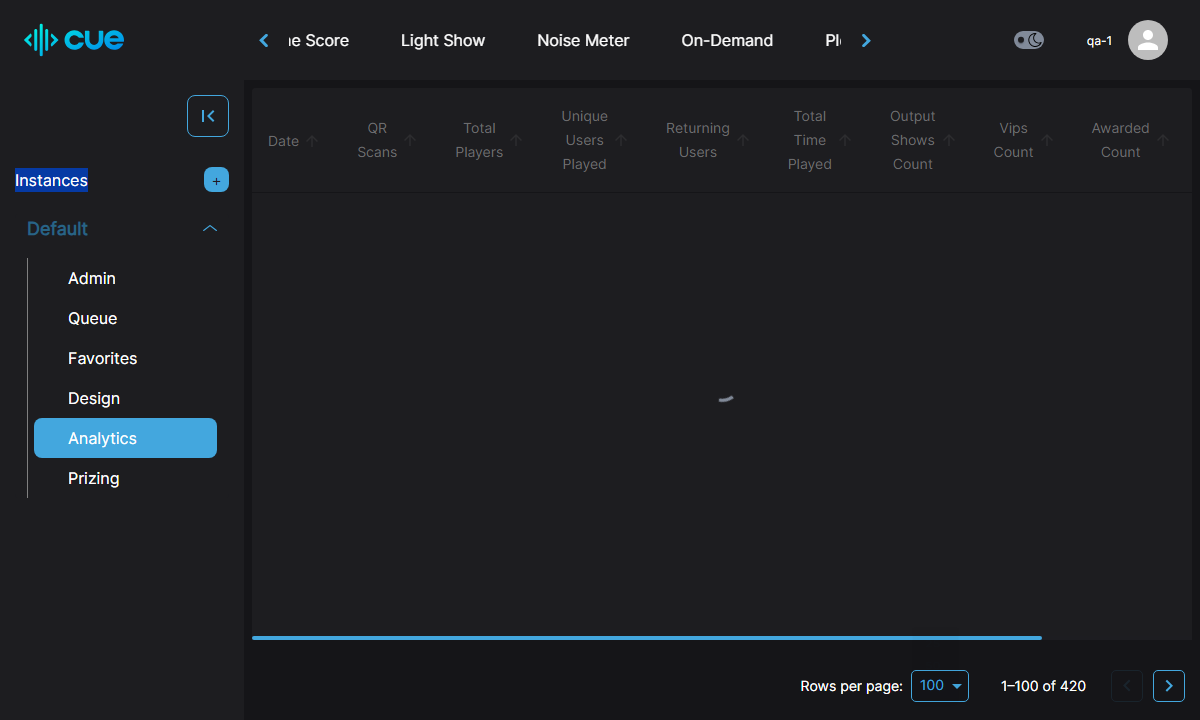 cue
Score
Light Show
Noise Meter
On-Demand
qa-1
Instances
+
Default
Admin
Queue
Favorites
Design
Analytics
Prizing
Date
QR
Scans
Total
Players
Unique
Users
Played
Returning
Users
Total
Time
Played
Output
Shows
Count
Vips
Count
Awarded
Count
Rows per page:
100
1–100 of 420